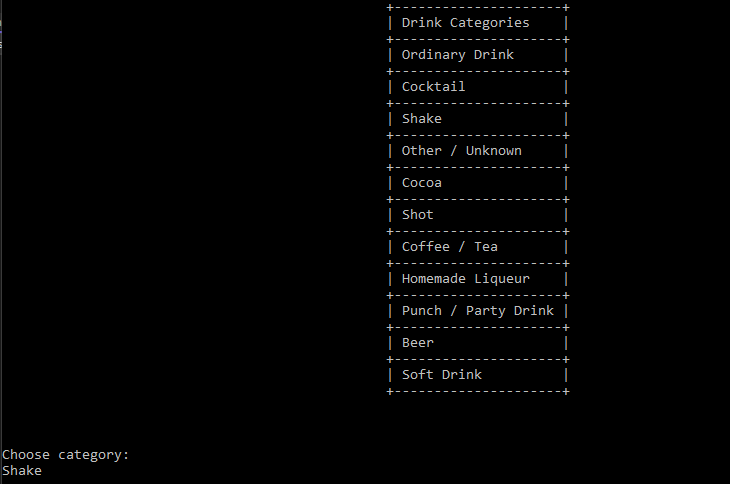 +---------------------+
| Drink Categories    |
+---------------------+
| Ordinary Drink      |
+---------------------+
| Cocktail            |
+---------------------+
| Shake               |
+---------------------+
| Other / Unknown     |
+---------------------+
| Cocoa               |
+---------------------+
| Shot                |
+---------------------+
| Coffee / Tea        |
+---------------------+
| Homemade Liqueur    |
+---------------------+
| Punch / Party Drink |
+---------------------+
| Beer                |
+---------------------+
| Soft Drink          |
+---------------------+
Choose category:
Shake